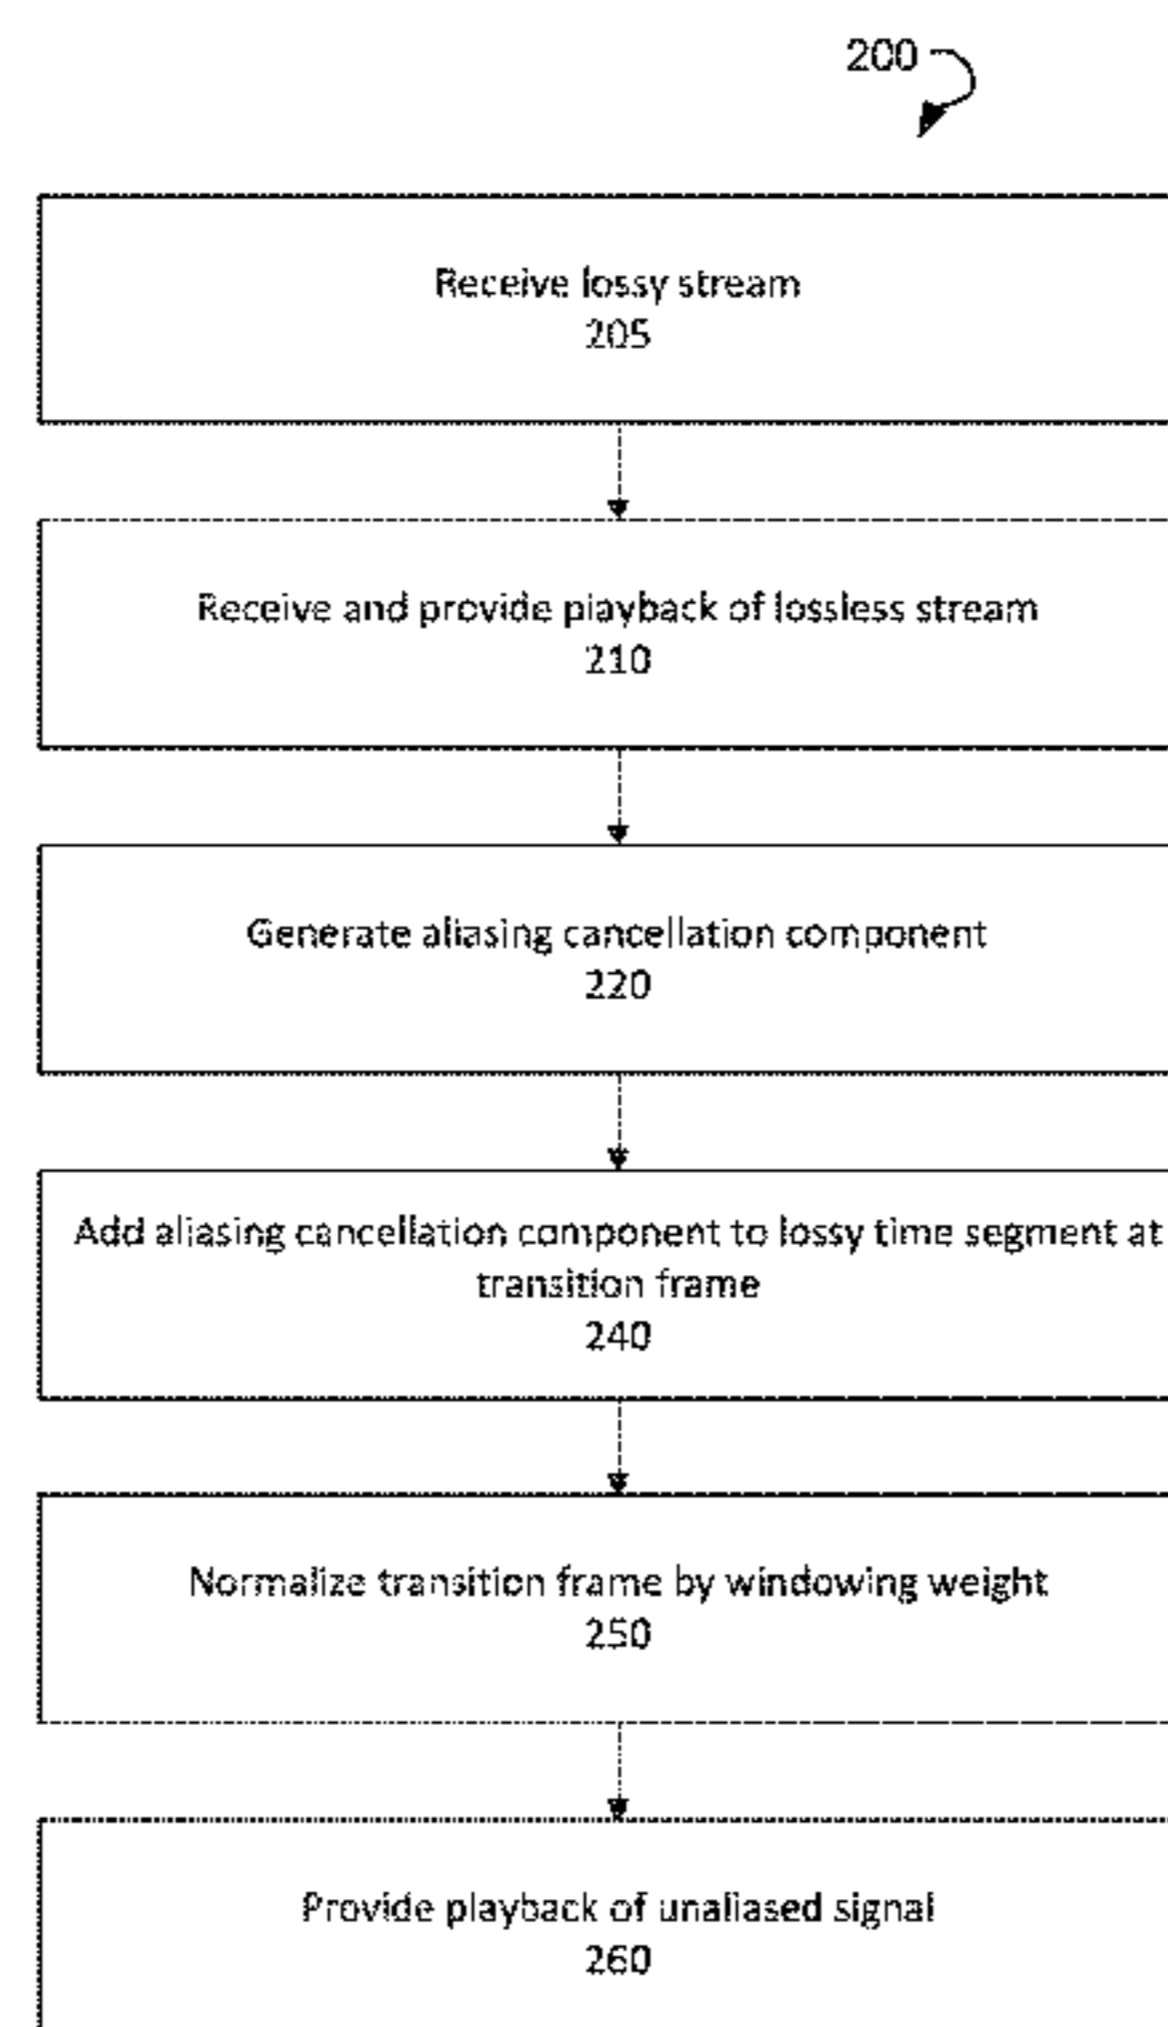 200
Receive lossy stream
205
Receive and provide playback of lossless stream
210
Generate aliasing cancellation component
220
Add aliasing cancellation component to lossy time segment at
transition frame
240
Normalize transition frame by windowing weight
250
Provide playback of unaliased signal
260